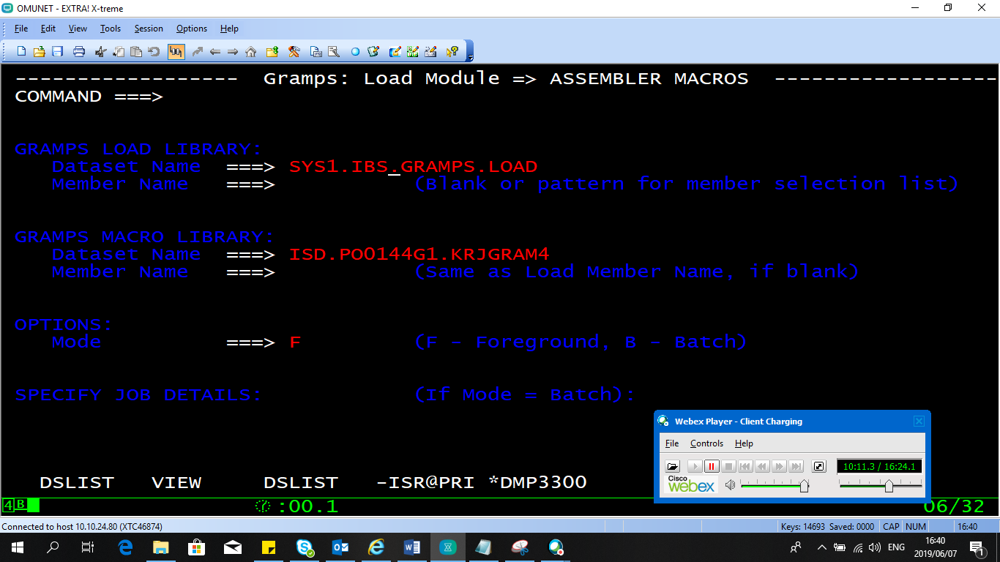 OMUNET - EXTRA! X-treme
File Edit View Tools Session Options Help
------------------ Gramps: Load Module => ASSEMBLER MACROS ------------------
COMMAND ===>
GRAMPS LOAD LIBRARY:
Dataset Name ===> SYS1.IBS.GRAMPS.LOAD
Member Name ===> (Blank or pattern for member selection list)
GRAMPS MACRO LIBRARY:
Dataset Name ===> ISD.PO0144G1.KRJGRAM4
Member Name ===> (Same as Load Member Name, if blank)
OPTIONS:
Mode ===> F (F - Foreground, B - Batch)
SPECIFY JOB DETAILS: (If Mode = Batch):
Webex Player - Client Charging
File Controls Help
10:11.3 / 16:24.1
Cisco
webex
DSLIST VIEW DSLIST -ISR@PRI *DMP3300
4 B :00.1 06/32
Connected to host 10.10.24.80 (XTC46874) Keys: 14693 Saved: 0000 CAP NUM 16:40
ENG 16:40
2019/06/07
1